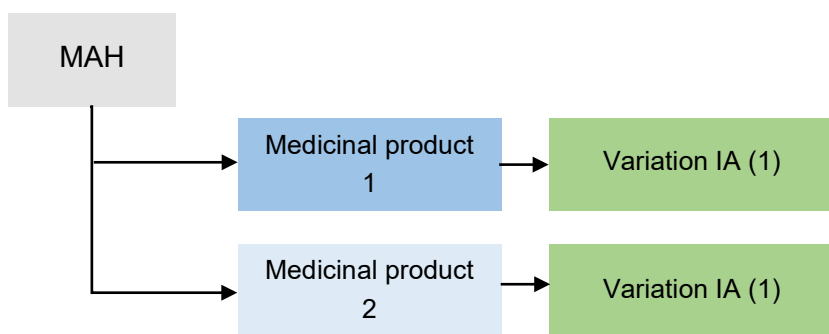 MAH
Medicinal product
1
Variation IA (1)
Medicinal product
2
Variation IA (1)